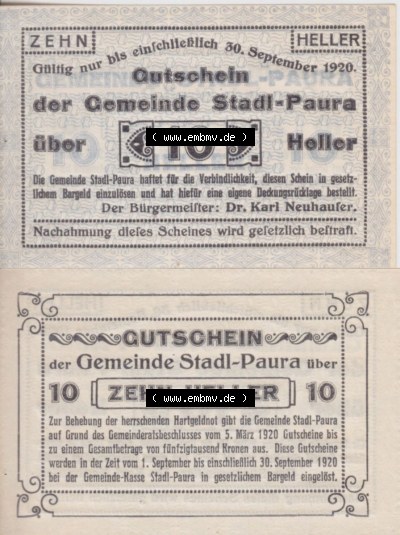 ZEHN HELLER
Gültig nur bis einschließlich 30. September 1920.
Gutschein
der Gemeinde Stadl-Paura
über 10 Heller
( www.embmv.de )
Die Gemeinde Stadl-Paura haftet für die Verbindlichkeit, diesen Schein in gesetz-
lichem Bargeld einzulösen und hat hiefür eine eigene Deckungsrücklage bestellt.
Der Bürgermeister: Dr. Karl Neuhauser.
Nachahmung dieses Scheines wird gesetzlich bestraft.
GUTSCHEIN
der Gemeinde Stadl-Paura über
10 ZEHN HELLER 10
( www.embmv.de )
Zur Behebung der herrschenden Hartgeldnot gibt die Gemeinde Stadl-Paura
auf Grund des Gemeinderatsbeschlusses vom 5. März 1920 Gutscheine bis
zu einem Gesamtbetrage von fünfzigtausend Kronen aus. Diese Gutscheine
werden in der Zeit vom 1. September bis einschließlich 30. September 1920
bei der Gemeinde-Kasse Stadl-Paura in gesetzlichem Bargeld eingelöst.